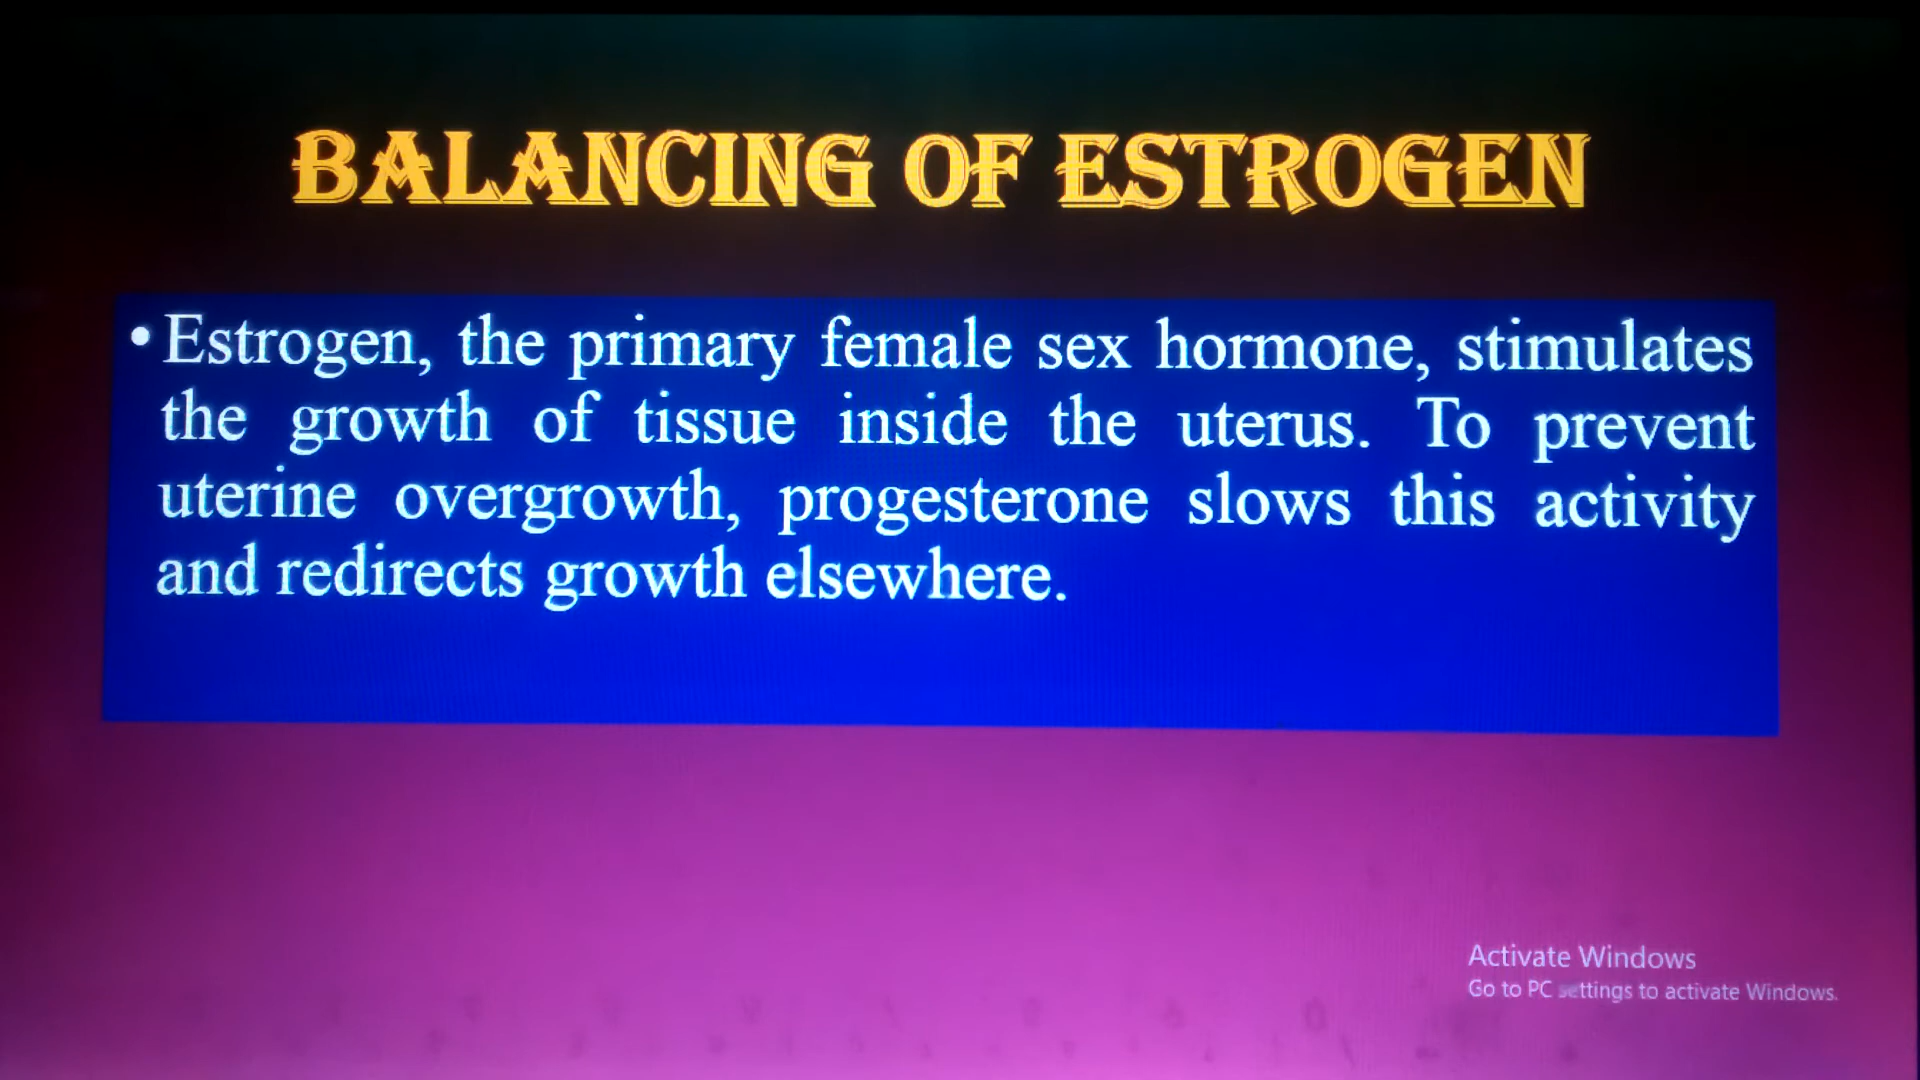 BALANCING OF ESTROGEN
• Estrogen, the primary female sex hormone, stimulates
the growth of tissue inside the uterus. To prevent
uterine overgrowth, progesterone slows this activity
and redirects growth elsewhere.
Activate Windows
Go to PC settings to activate Windows.